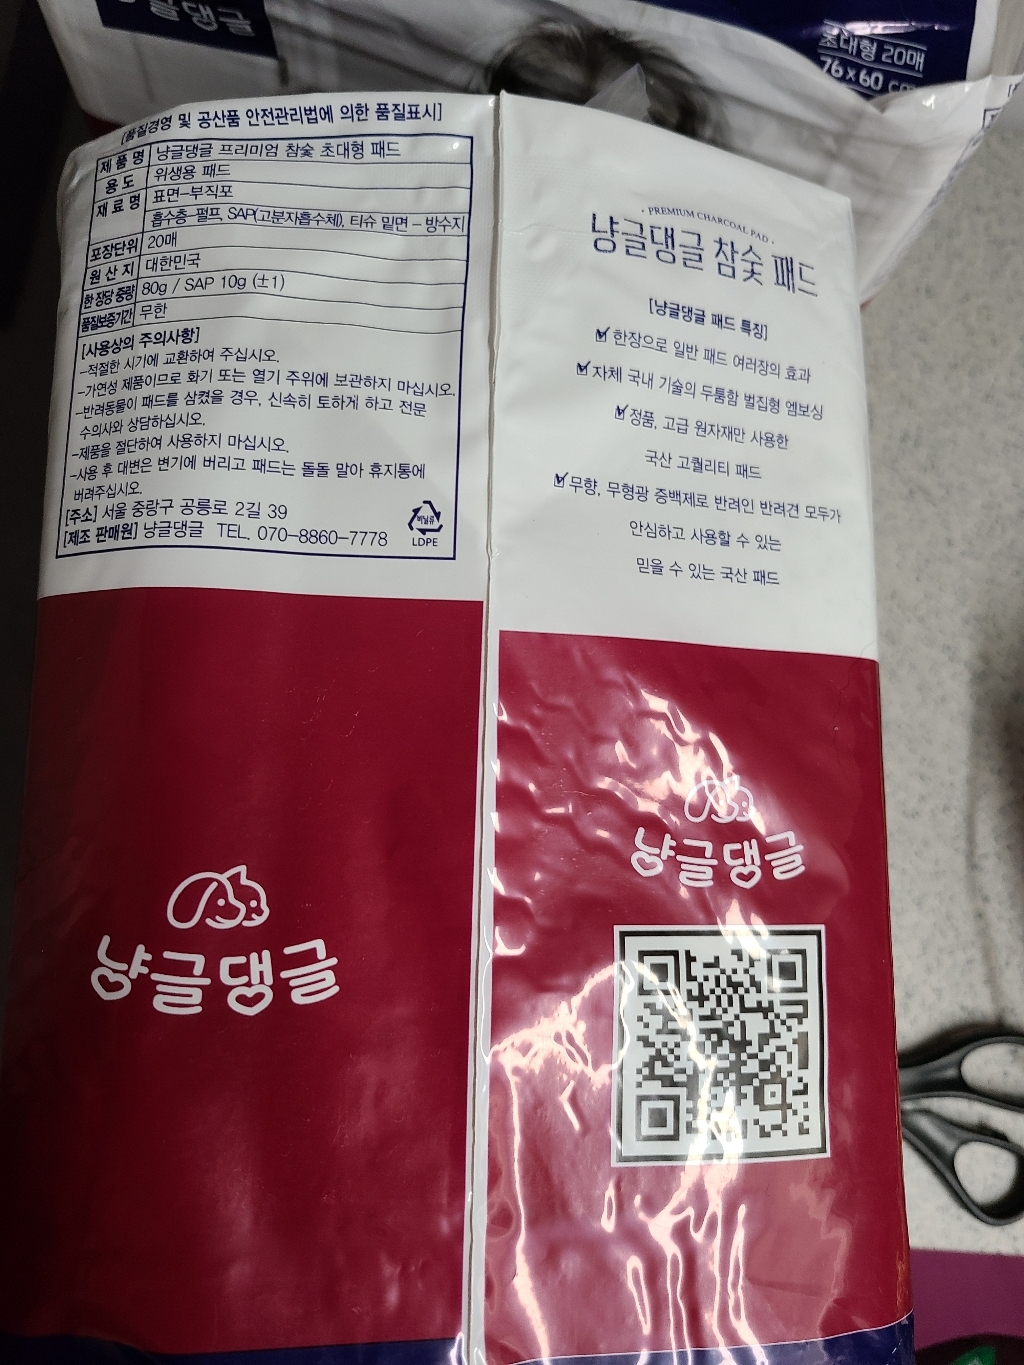 글댕글
초대형 20매
76 x 60 cm
[품질경영 및 공산품 안전관리법에 의한 품질표시]
제 품 명 냥글댕글 프리미엄 참숯 초대형 패드
용 도 위생용 패드
재 료 명 표면-부직포
흡수층-펄프, SAP(고분자흡수체), 티슈 밑면 - 방수지
포장단위 20매
원 산 지 대한민국
한 장당 중량 80g / SAP 10g (±1)
품질보증기간 무한
[사용상의 주의사항]
-적절한 시기에 교환하여 주십시오.
-가연성 제품이므로 화기 또는 열기 주위에 보관하지 마십시오.
-반려동물이 패드를 삼켰을 경우, 신속히 토하게 하고 전문
수의사와 상담하십시오.
-제품을 절단하여 사용하지 마십시오.
-사용 후 대변은 변기에 버리고 패드는 돌돌 말아 휴지통에
버려주십시오.
[주소] 서울 중랑구 공릉로 2길 39
[제조 판매원] 냥글댕글 TEL. 070-8860-7778
비닐류
LDPE
· PREMIUM CHARCOAL PAD ·
냥글댕글 참숯 패드
[냥글댕글 패드 특징]
한장으로 일반 패드 여러장의 효과
자체 국내 기술의 두툼함 벌집형 엠보싱
정품, 고급 원자재만 사용한
국산 고퀄리티 패드
무향, 무형광 증백제로 반려인 반려견 모두가
안심하고 사용할 수 있는
믿을 수 있는 국산 패드
냥글댕글
냥글댕글